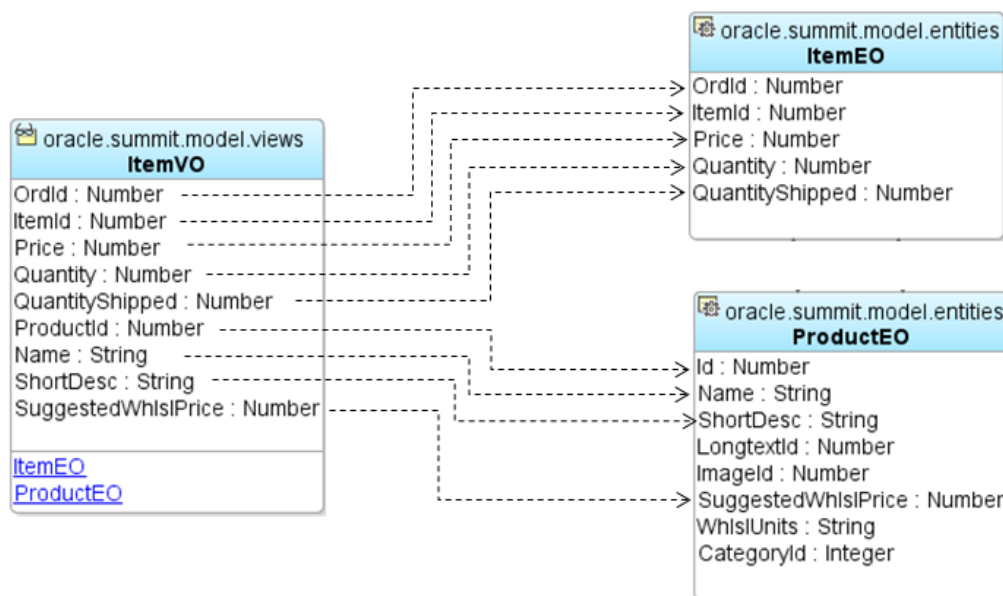 oracle.summit.model.views
ItemVO
OrdId : Number
ItemId : Number
Price : Number
Quantity : Number
QuantityShipped : Number
ProductId : Number
Name : String
ShortDesc : String
SuggestedWhlslPrice : Number
ItemEO
ProductEO
oracle.summit.model.entities
ItemEO
OrdId : Number
ItemId : Number
Price : Number
Quantity : Number
QuantityShipped : Number
oracle.summit.model.entities
ProductEO
Id : Number
Name : String
ShortDesc : String
LongtextId : Number
ImageId : Number
SuggestedWhlslPrice : Number
WhlslUnits : String
CategoryId : Integer